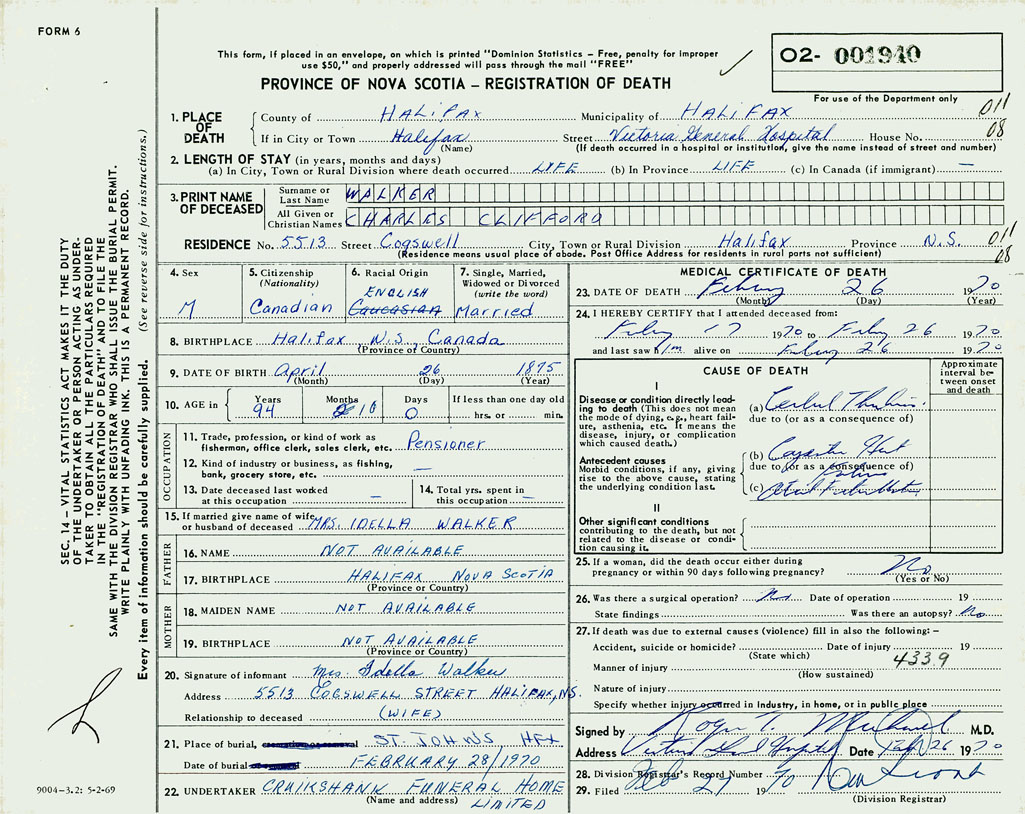 FORM 6
This form, if placed in an envelope, on which is printed "Dominion Statistics – Free, penalty for improper
use $50," and properly addressed will pass through the mail "FREE"
PROVINCE OF NOVA SCOTIA – REGISTRATION OF DEATH
02- 001940
For use of the Department only
011
08
1. PLACE OF DEATH
County of HALIFAX Municipality of HALIFAX
If in City or Town Halifax Street Victoria General Hospital House No.
(Name) (If death occurred in a hospital or institution, give the name instead of street and number)
2. LENGTH OF STAY (in years, months and days)
(a) In City, Town or Rural Division where death occurred LIFE (b) In Province LIFE (c) In Canada (if immigrant) —
3. PRINT NAME OF DECEASED
Surname or Last Name WALKER
All Given or Christian Names CHARLES CLIFFORD
RESIDENCE No. 5513 Street Cogswell City, Town or Rural Division Halifax Province N.S.
(Residence means usual place of abode. Post Office Address for residents in rural parts not sufficient)
011
08
4. Sex
M
5. Citizenship (Nationality)
Canadian
6. Racial Origin
ENGLISH
Caucasian
7. Single, Married, Widowed or Divorced (write the word)
Married
8. BIRTHPLACE Halifax N.S. Canada
(Province or Country)
9. DATE OF BIRTH April 26 1875
(Month) (Day) (Year)
10. AGE in Years 94 Months 10 Days 0 If less than one day old hrs. or min.
OCCUPATION
11. Trade, profession, or kind of work as
fisherman, office clerk, sales clerk, etc. Pensioner
12. Kind of industry or business, as fishing,
bank, grocery store, etc. —
13. Date deceased last worked
at this occupation —
14. Total yrs. spent in
this occupation —
15. If married give name of wife
or husband of deceased MRS. IDELLA WALKER
FATHER
16. NAME NOT AVAILABLE
17. BIRTHPLACE HALIFAX NOVA SCOTIA
(Province or Country)
MOTHER
18. MAIDEN NAME NOT AVAILABLE
19. BIRTHPLACE NOT AVAILABLE
(Province or Country)
20. Signature of informant Mrs Idella Walker
Address 5513 COGSWELL STREET HALIFAX, NS.
Relationship to deceased (WIFE)
21. Place of burial, ST. JOHNS HFX
Date of burial FEBRUARY 28/1970
22. UNDERTAKER CRUIKSHANK FUNERAL HOME
(Name and address) LIMITED
MEDICAL CERTIFICATE OF DEATH
23. DATE OF DEATH 26 1970
(Month) (Day) (Year)
24. I HEREBY CERTIFY that I attended deceased from:
1970 to 26 1970
and last saw him alive on 26 1970
CAUSE OF DEATH
Approximate interval between onset and death
I
Disease or condition directly leading to death (This does not mean the mode of dying, e.g., heart failure, asthenia, etc. It means the disease, injury, or complication which caused death.)
(a)
due to (or as a consequence of)
Antecedent causes
Morbid conditions, if any, giving rise to the above cause, stating the underlying condition last.
(b)
due to (or as a consequence of)
(c)
II
Other significant conditions
contributing to the death, but not related to the disease or condition causing it.
25. If a woman, did the death occur either during
pregnancy or within 90 days following pregnancy? No
(Yes or No)
26. Was there a surgical operation? No Date of operation 19
State findings Was there an autopsy? No
27. If death was due to external causes (violence) fill in also the following: –
Accident, suicide or homicide? Date of injury 19
(State which) 433.9
Manner of injury
(How sustained)
Nature of injury
Specify whether injury occurred in Industry, in home, or in public place
Signed by Roger T. M.D.
Address Victoria Gen'l Hospital Date Feb 26 1970
28. Division Registrar's Record Number
29. Filed Feb 27 1970
(Division Registrar)
SEC. 14 – VITAL STATISTICS ACT MAKES IT THE DUTY
OF THE UNDERTAKER OR PERSON ACTING AS UNDER-
TAKER TO OBTAIN ALL THE PARTICULARS REQUIRED
IN THE "REGISTRATION OF DEATH" AND TO FILE THE
SAME WITH THE DIVISION REGISTRAR WHO SHALL ISSUE THE BURIAL PERMIT.
WRITE PLAINLY WITH UNFADING INK. THIS IS A PERMANENT RECORD.
Every item of information should be carefully supplied. (See reverse side for instructions.)
9004-3.2: 5-2-69